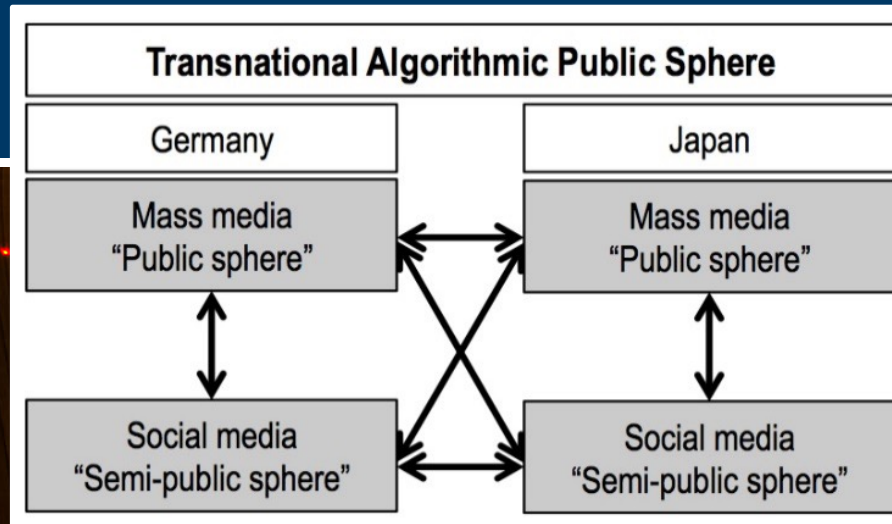 Transnational Algorithmic Public Sphere
Germany
Japan
Mass media
“Public sphere”
Mass media
“Public sphere”
Social media
“Semi-public sphere”
Social media
“Semi-public sphere”